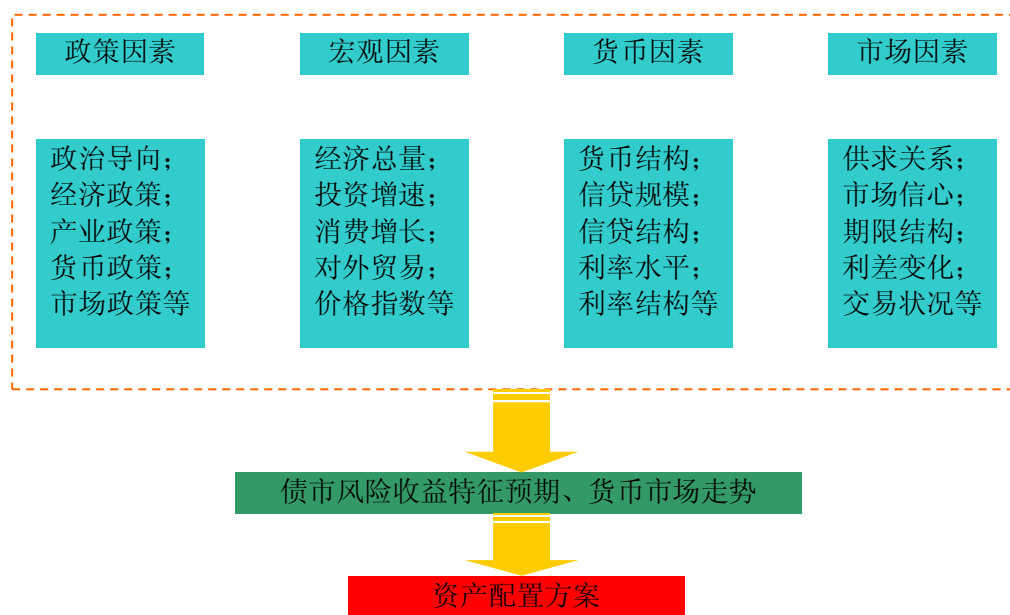 政策因素
宏观因素
货币因素
市场因素
政治导向；
经济政策；
产业政策；
货币政策；
市场政策等
经济总量；
投资增速；
消费增长；
对外贸易；
价格指数等
货币结构；
信贷规模；
信贷结构；
利率水平；
利率结构等
供求关系；
市场信心；
期限结构；
利差变化；
交易状况等
债市风险收益特征预期、货币市场走势
资产配置方案